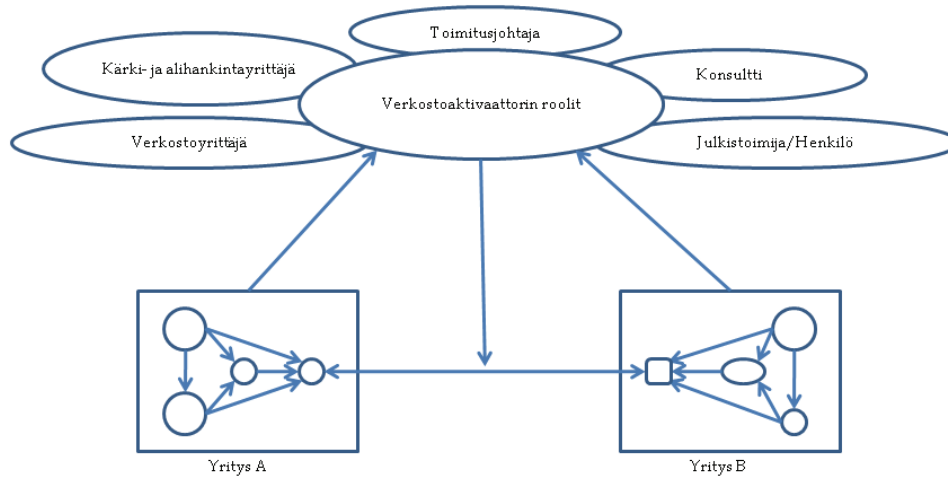 Toimitusjohtaja
Kärki- ja alihankintayrittäjä
Konsultti
Verkostoaktivaattorin roolit
Verkostoyrittäjä
Julkistoimija/Henkilö
Yritys A
Yritys B